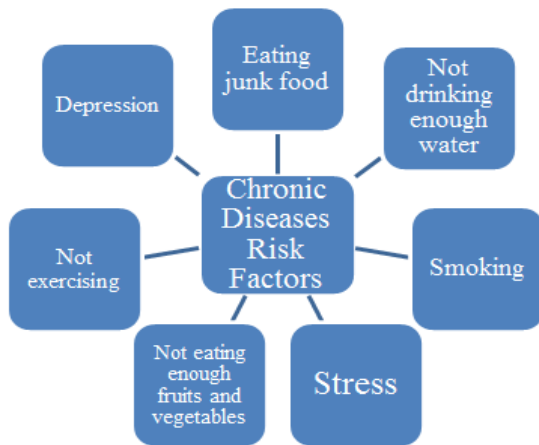 Eating
junk food
Not
drinking
enough
water
Smoking
Stress
Not eating
enough
fruits and
vegetables
Not
exercising
Depression
Chronic
Diseases
Risk
Factors